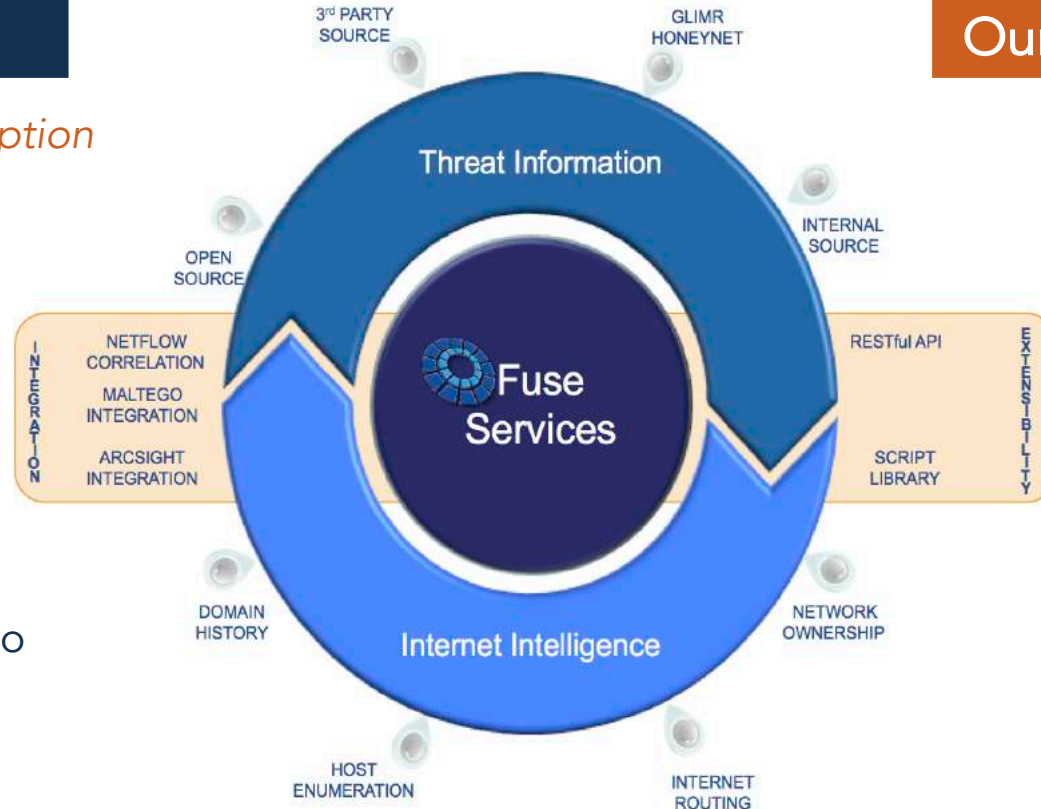 3rd PARTY
SOURCE
GLIMR
HONEYNET
Our
ption
Threat Information
INTERNAL
SOURCE
OPEN
SOURCE
INTEGRATION
NETFLOW
CORRELATION
MALTEGO
INTEGRATION
ARCSIGHT
INTEGRATION
Fuse
Services
RESTful API
SCRIPT
LIBRARY
EXTENSIBILITY
DOMAIN
HISTORY
o
Internet Intelligence
NETWORK
OWNERSHIP
HOST
ENUMERATION
INTERNET
ROUTING